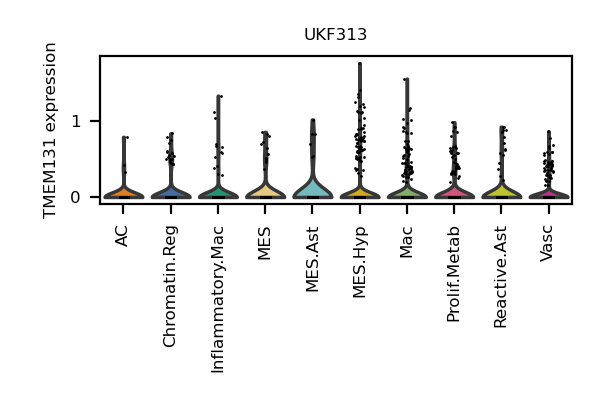 UKF313
TMEM131 expression
1
0
AC
Chromatin.Reg
Inflammatory.Mac
MES
MES.Ast
MES.Hyp
Mac
Prolif.Metab
Reactive.Ast
Vasc